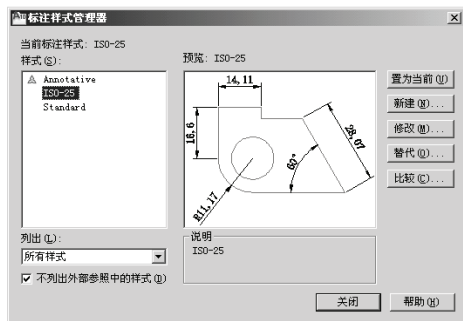 标注样式管理器
当前标注样式: ISO-25
样式(S):
Annotative
ISO-25
Standard
预览: ISO-25
14,11
16,6
28,07
60°
R11,17
置为当前(U)
新建(N)...
修改(M)...
替代(O)...
比较(C)...
列出(L):
所有样式
不列出外部参照中的样式(D)
说明
ISO-25
关闭
帮助(H)